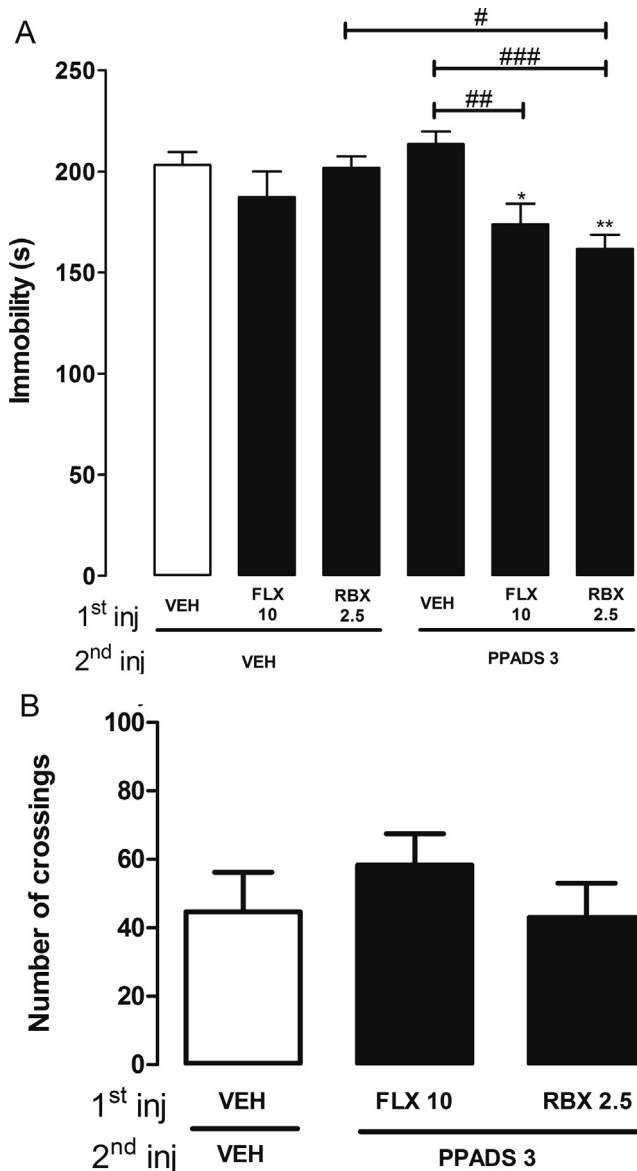 A
#
###
##
* **
Immobility (s)
250
200
150
100
50
0
1st inj VEH FLX 10 RBX 2.5 VEH FLX 10 RBX 2.5
2nd inj VEH PPADS 3
B
Number of crossings
100
80
60
40
20
0
1st inj VEH FLX 10 RBX 2.5
2nd inj VEH PPADS 3